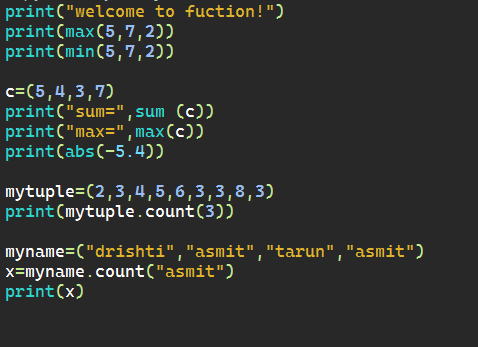 print("welcome to fuction!")
print(max(5,7,2))
print(min(5,7,2))
c=(5,4,3,7)
print("sum=",sum (c))
print("max=",max(c))
print(abs(-5.4))
mytuple=(2,3,4,5,6,3,3,8,3)
print(mytuple.count(3))
myname=("drishti","asmit","tarun","asmit")
x=myname.count("asmit")
print(x)